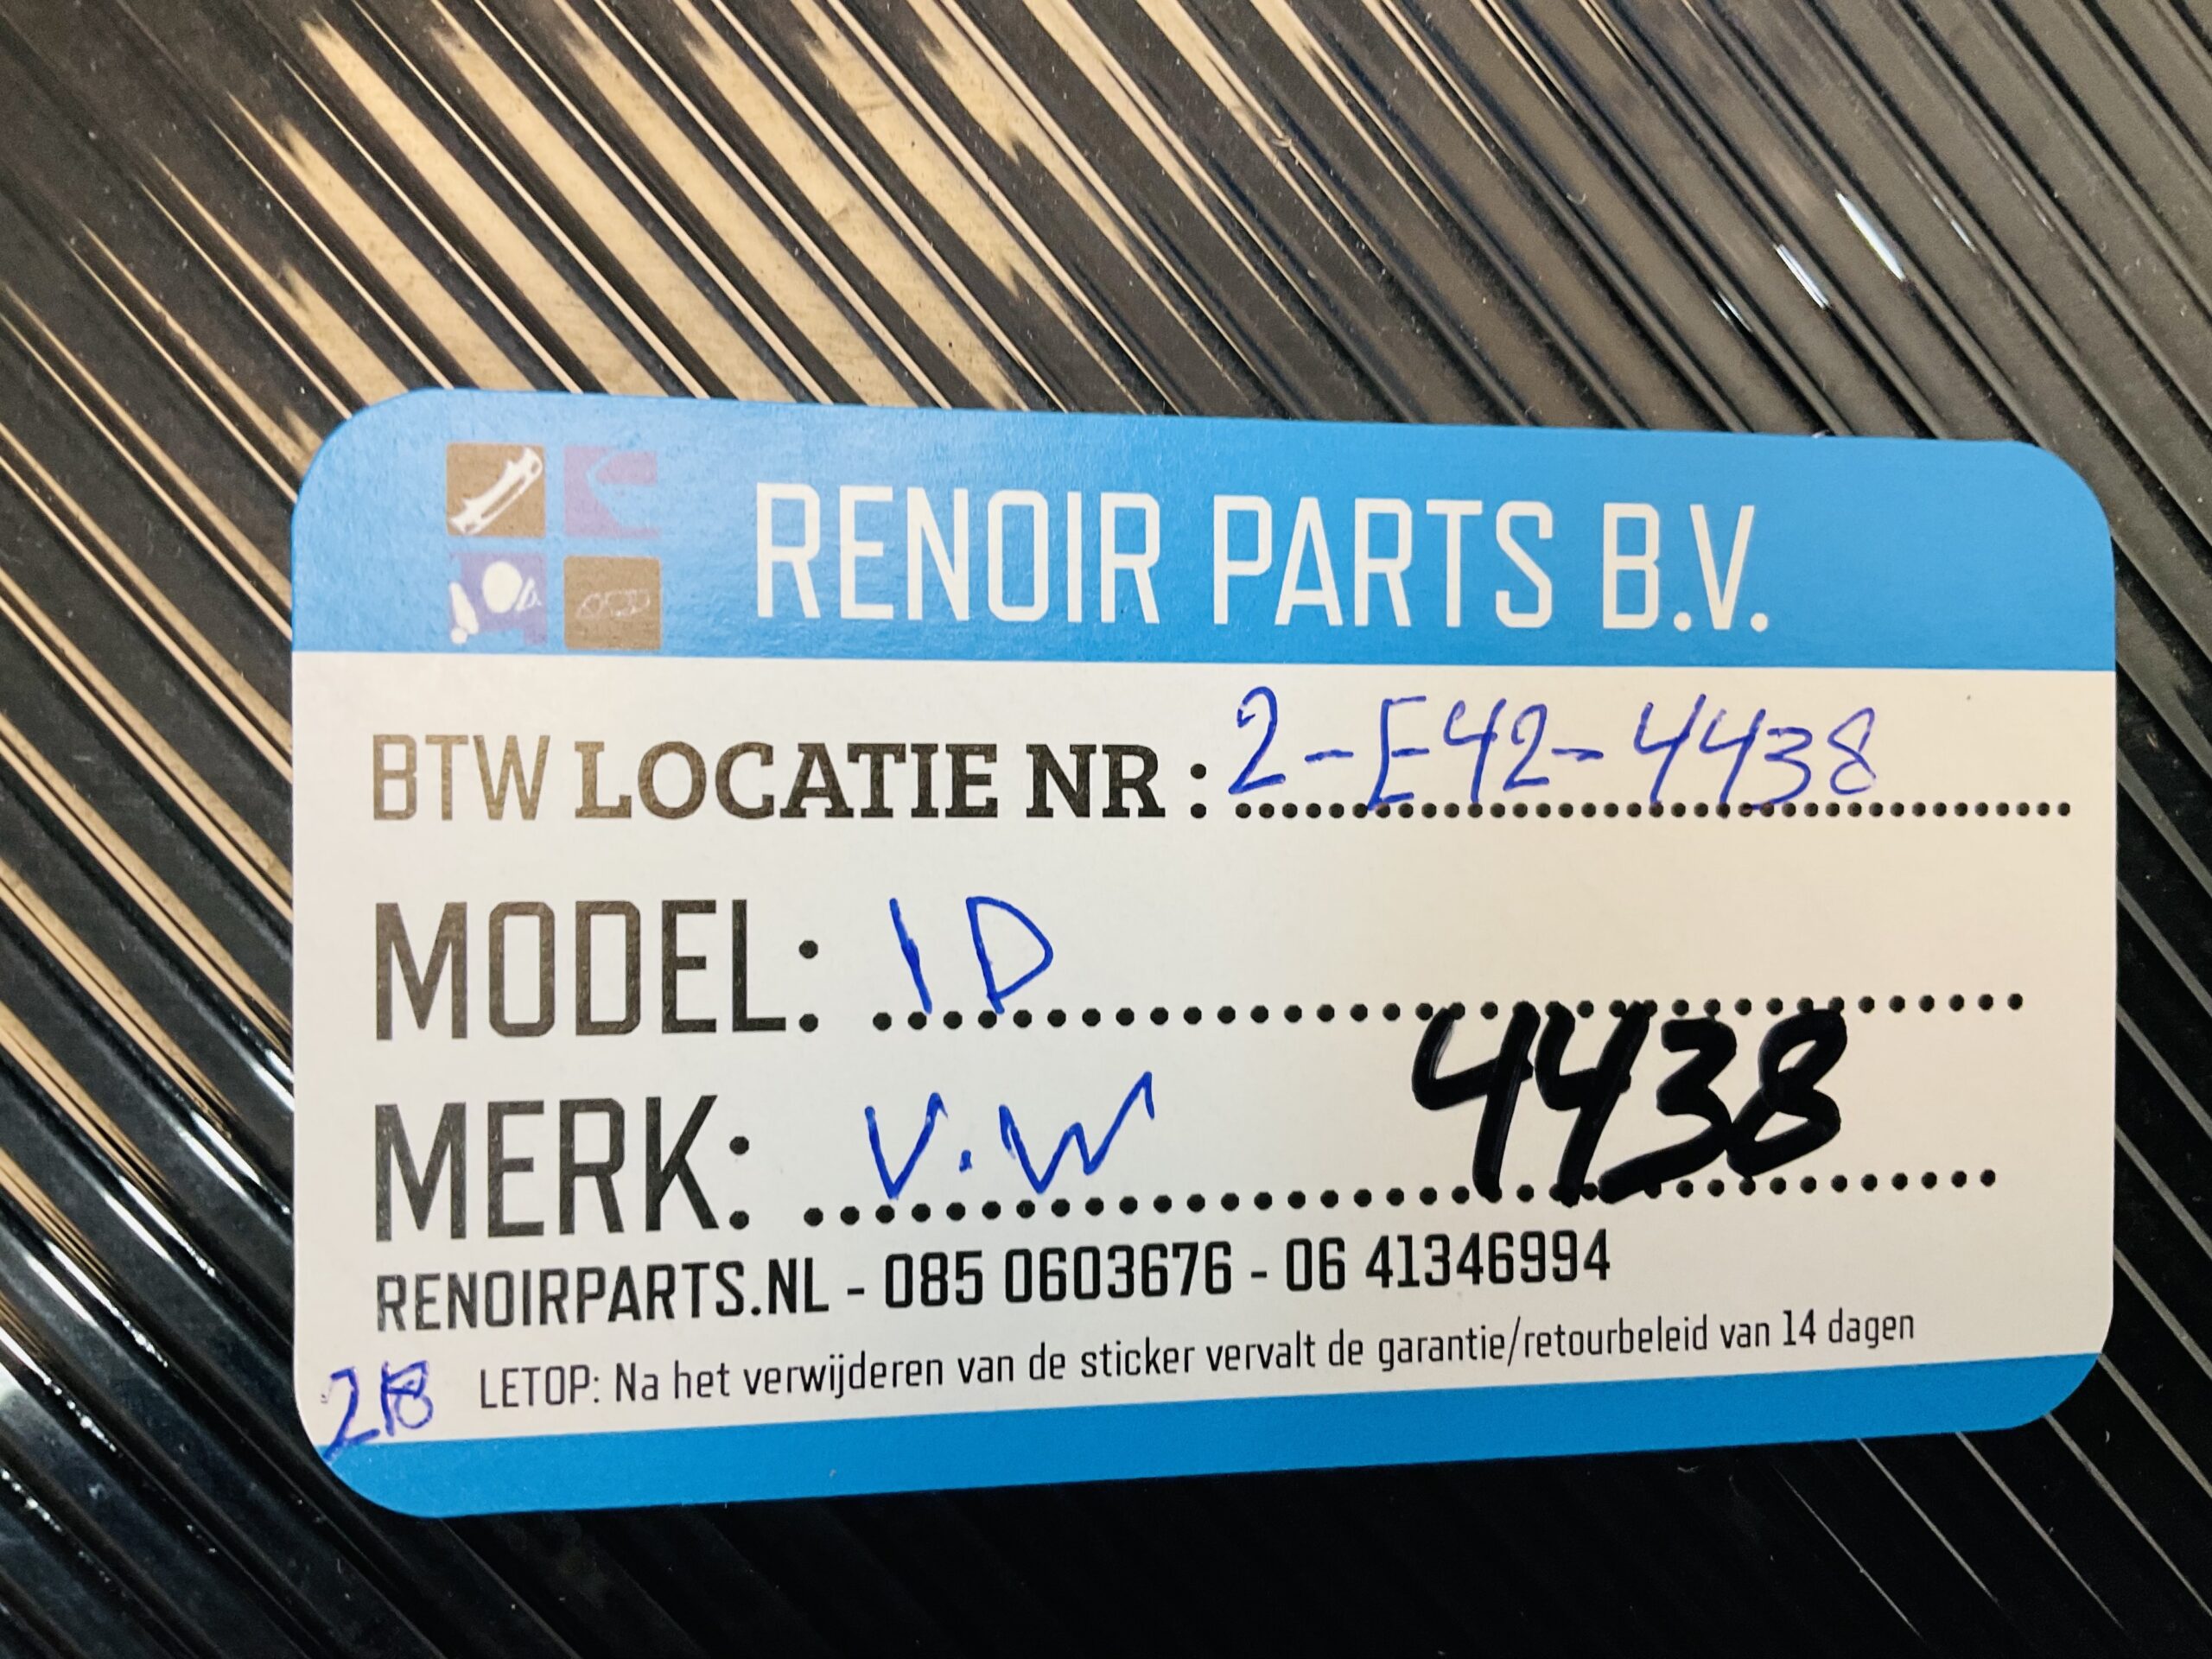 RENOIR PARTS B.V.
BTW LOCATIE NR : 2-E42-4438
MODEL: ID
4438
MERK: V.W
RENOIRPARTS.NL - 085 0603676 - 06 41346994
LETOP: Na het verwijderen van de sticker vervalt de garantie/retourbeleid van 14 dagen